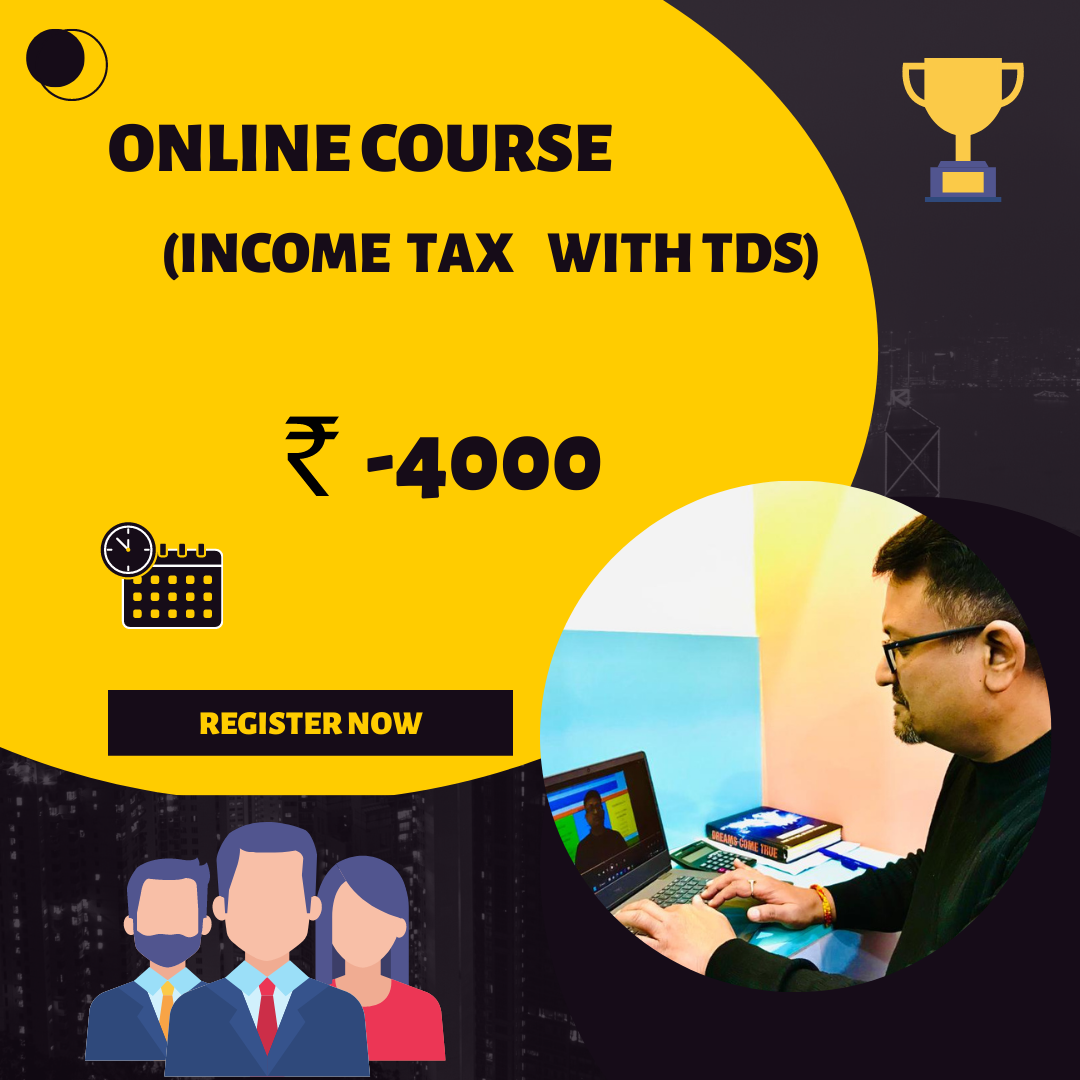 ONLINE COURSE
(INCOME TAX WITH TDS)
₹ -4000
REGISTER NOW
DREAMS COME TRUE